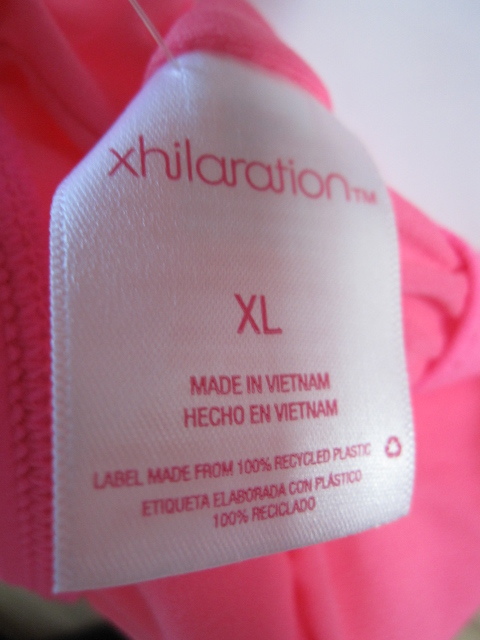 xhilaration™
XL
MADE IN VIETNAM
HECHO EN VIETNAM
LABEL MADE FROM 100% RECYCLED PLASTIC
ETIQUETA ELABORADA CON PLÁSTICO
100% RECICLADO